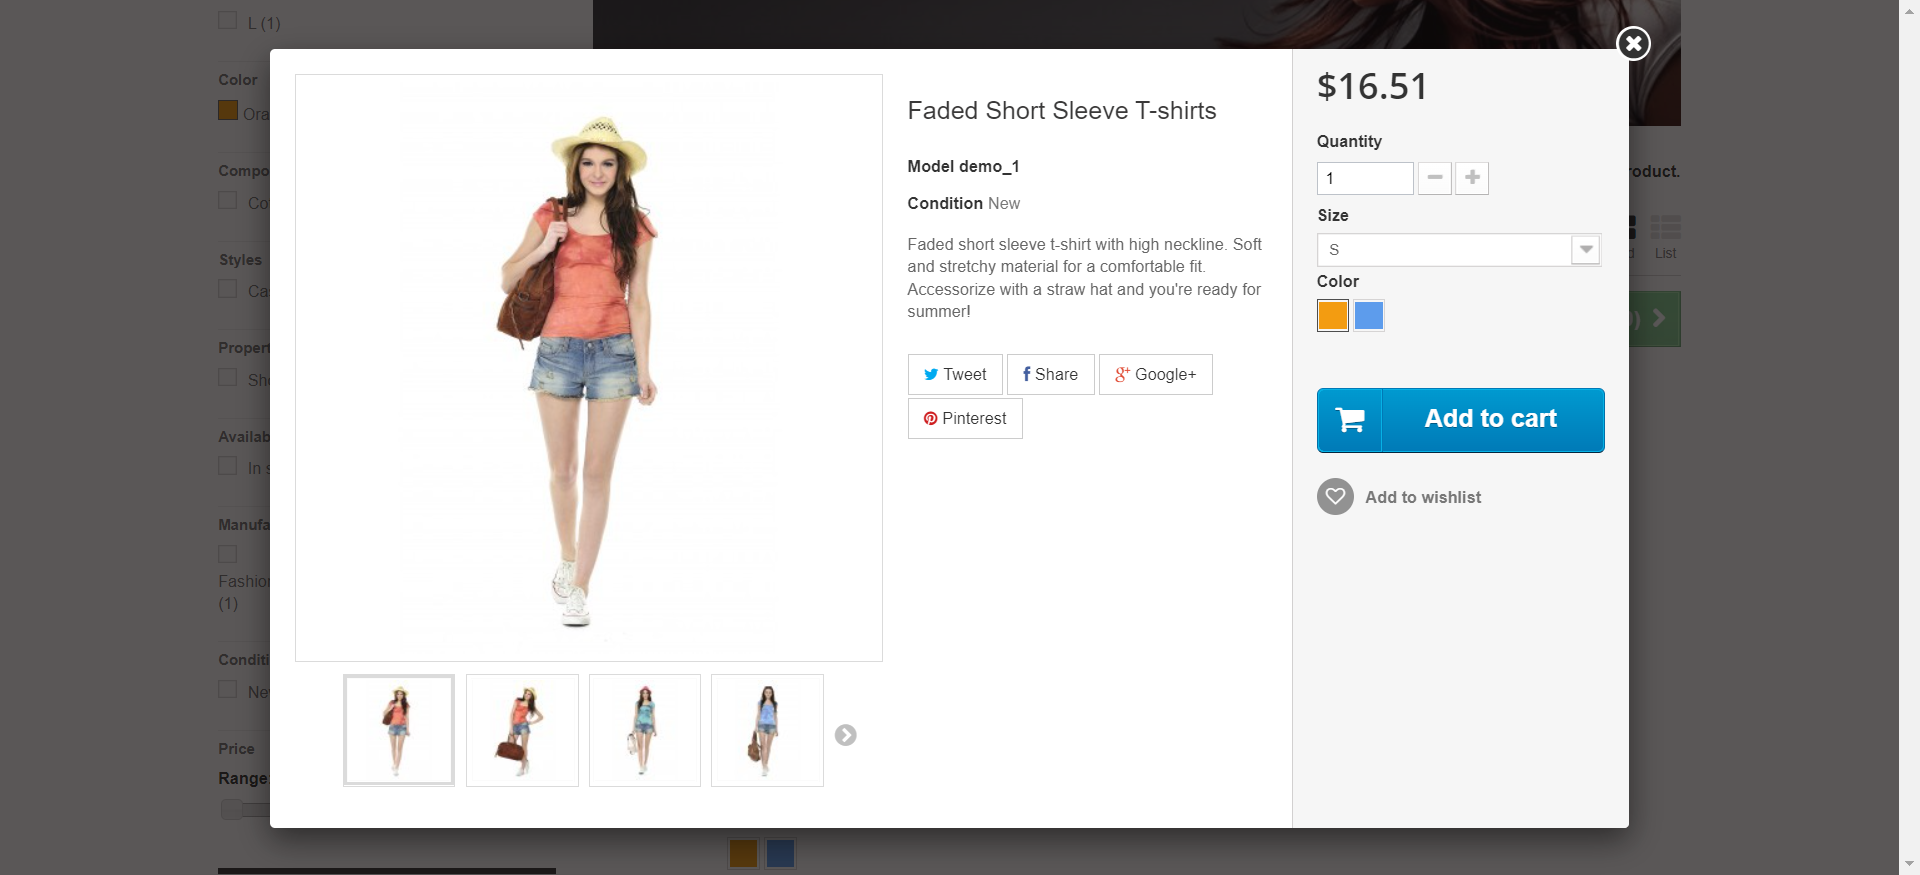 L (1)
Color
Ora
Compo
Co
Styles
Ca
Propert
Sho
Availab
In s
Manufa
Fashion
(1)
Conditi
Ne
Price
Range
Faded Short Sleeve T-shirts
Model demo_1
Condition New
Faded short sleeve t-shirt with high neckline. Soft
and stretchy material for a comfortable fit.
Accessorize with a straw hat and you're ready for
summer!
Tweet
Share
Google+
Pinterest
$16.51
Quantity
1
Size
S
Color
Add to cart
Add to wishlist
roduct.
d
List
)